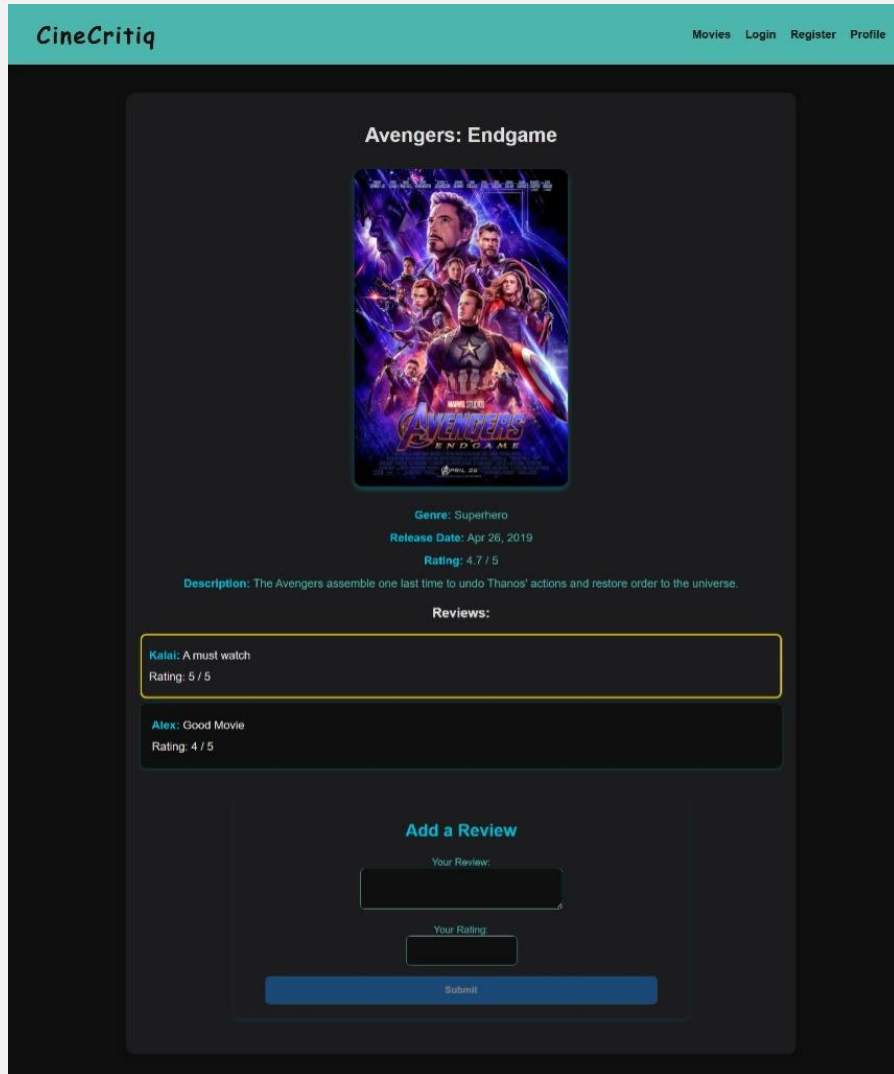 CineCritiq
Movies Login Register Profile
Avengers: Endgame
MARVEL STUDIOS
AVENGERS
ENDGAME
APRIL 26
Genre: Superhero
Release Date: Apr 26, 2019
Rating: 4.7 / 5
Description: The Avengers assemble one last time to undo Thanos' actions and restore order to the universe.
Reviews:
Kalai: A must watch
Rating: 5 / 5
Alex: Good Movie
Rating: 4 / 5
Add a Review
Your Review:
Your Rating:
Submit